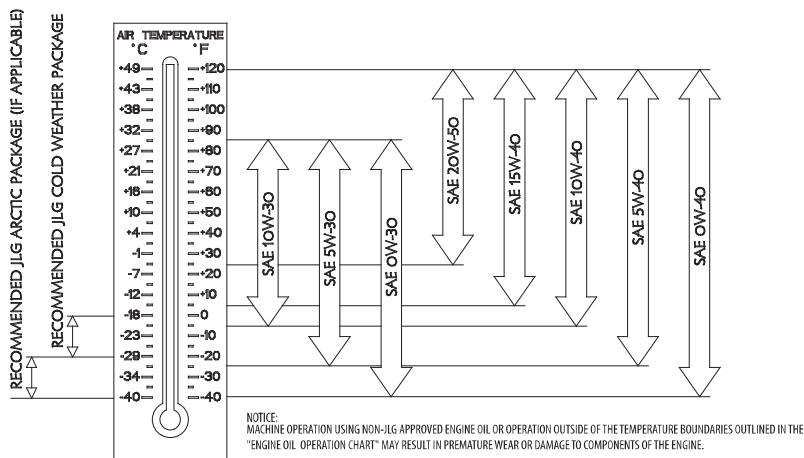 RECOMMENDED JLG ARCTIC PACKAGE (IF APPLICABLE)
RECOMMENDED JLG COLD WEATHER PACKAGE
AIR TEMPERATURE
°C °F
+49 +120
+43 +110
+38 +100
+32 +90
+27 +80
+21 +70
+16 +60
+10 +50
+4 +40
-1 +30
-7 +20
-12 +10
-18 0
-23 -10
-29 -20
-34 -30
-40 -40
SAE 10W-30
SAE 5W-30
SAE 0W-30
SAE 20W-50
SAE 15W-40
SAE 10W-40
SAE 5W-40
SAE 0W-40
NOTICE:
MACHINE OPERATION USING NON-JLG APPROVED ENGINE OIL OR OPERATION OUTSIDE OF THE TEMPERATURE BOUNDARIES OUTLINED IN THE
"ENGINE OIL OPERATION CHART" MAY RESULT IN PREMATURE WEAR OR DAMAGE TO COMPONENTS OF THE ENGINE.